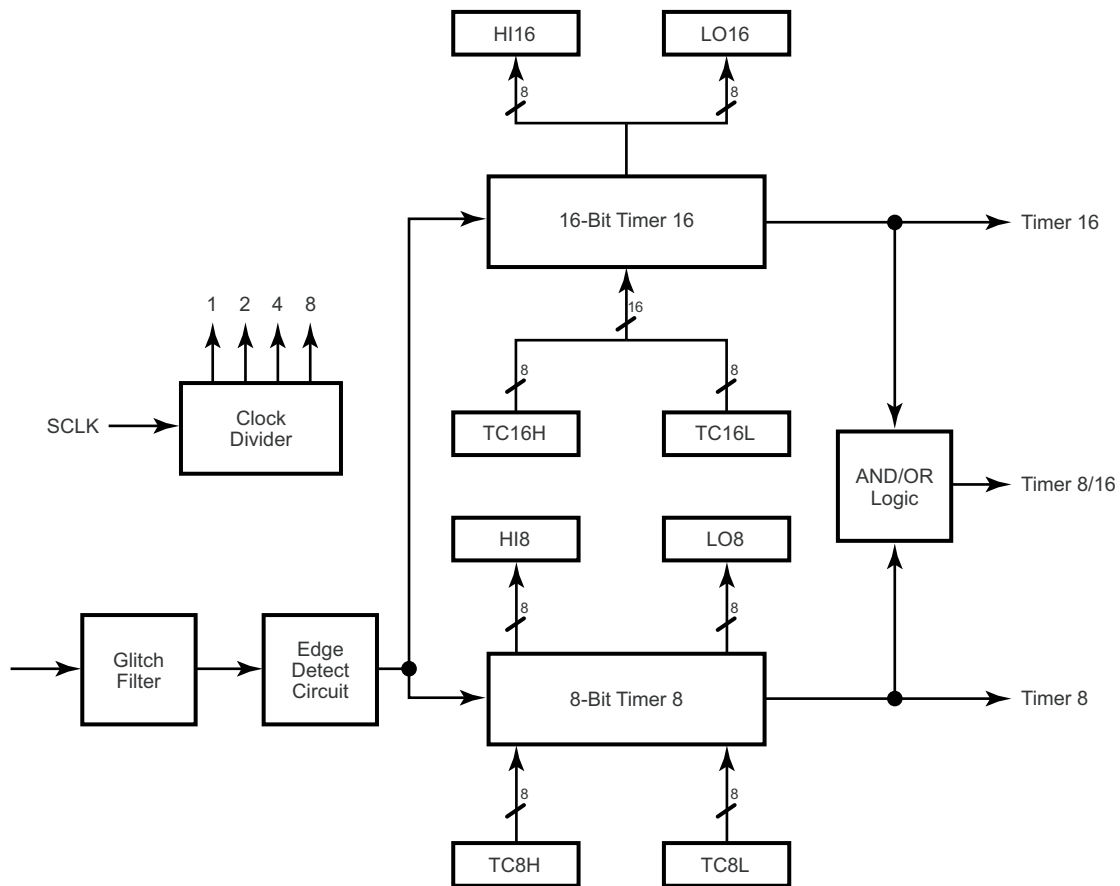 HI16
LO16
8
8
16-Bit Timer 16
Timer 16
16
1 2 4 8
8
8
SCLK
Clock
Divider
TC16H
TC16L
AND/OR
Logic
Timer 8/16
HI8
LO8
8
8
Glitch
Filter
Edge
Detect
Circuit
8-Bit Timer 8
Timer 8
8
8
TC8H
TC8L